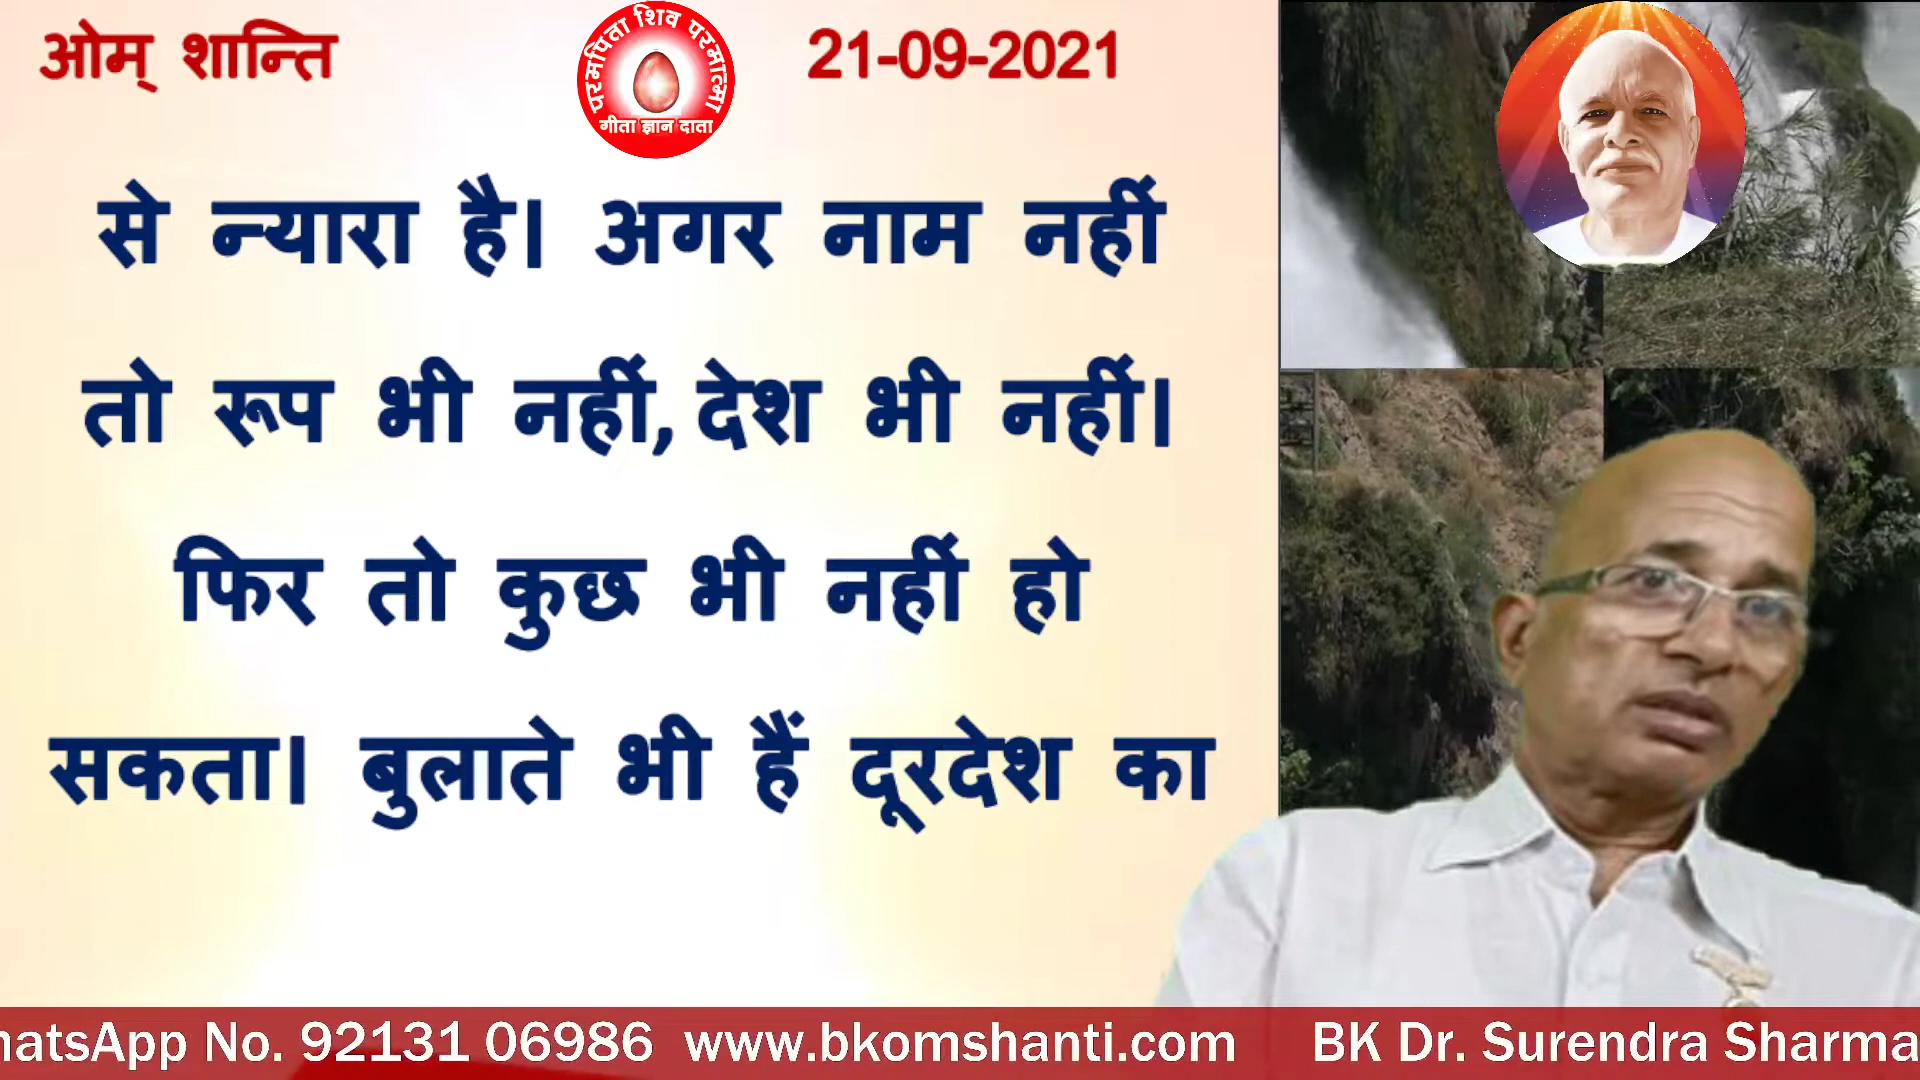 ओम् शान्ति
परमपिता शिव परमात्मा
गीता ज्ञान दाता
21-09-2021
से न्यारा है। अगर नाम नहीं
तो रूप भी नहीं, देश भी नहीं।
फिर तो कुछ भी नहीं हो
सकता। बुलाते भी हैं दूरदेश का
hatsApp No. 92131 06986 www.bkomshanti.com BK Dr. Surendra Sharma